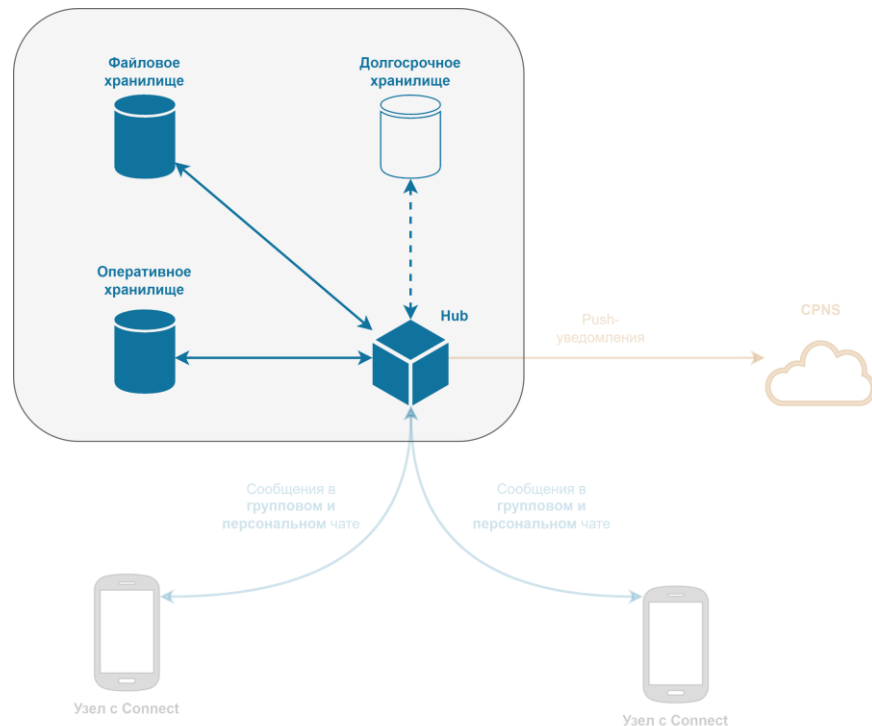 Файловое
хранилище
Долгосрочное
хранилище
Оперативное
хранилище
Hub
Push-
уведомления
CPNS
Сообщения в
групповом и
персональном чате
Сообщения в
групповом и
персональном чате
Узел с Connect
Узел с Connect